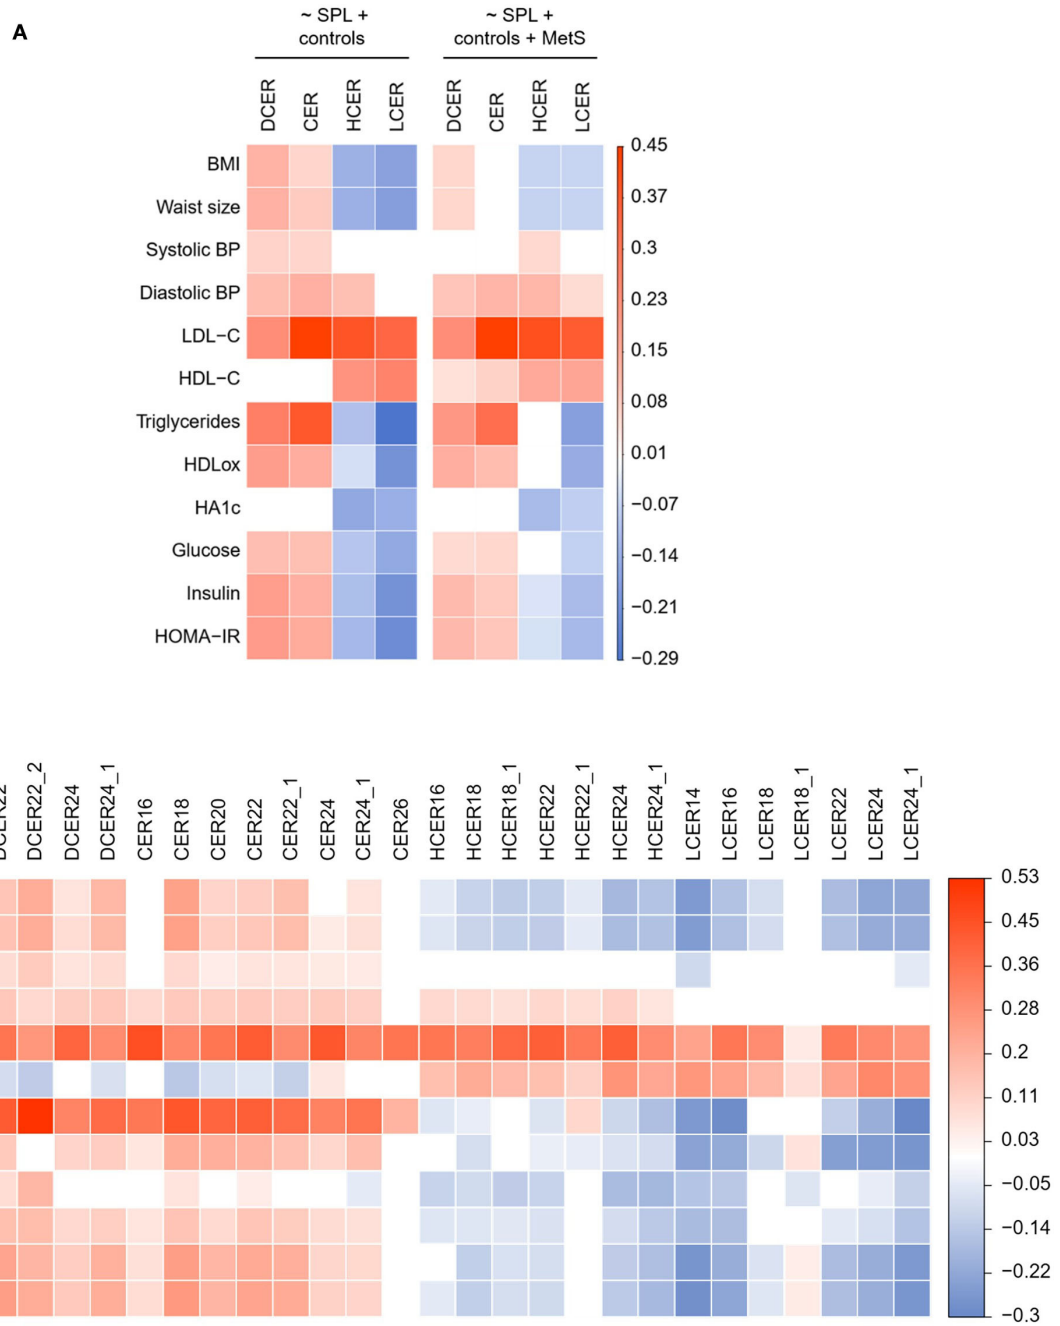 A
~ SPL +
controls
~ SPL +
controls + MetS
DCER
CER
HCER
LCER
DCER
CER
HCER
LCER
BMI
Waist size
Systolic BP
Diastolic BP
LDL−C
HDL−C
Triglycerides
HDLox
HA1c
Glucose
Insulin
HOMA−IR
0.45
0.37
0.3
0.23
0.15
0.08
0.01
−0.07
−0.14
−0.21
−0.29
DCER22
DCER22_2
DCER24
DCER24_1
CER16
CER18
CER20
CER22
CER22_1
CER24
CER24_1
CER26
HCER16
HCER18
HCER18_1
HCER22
HCER22_1
HCER24
HCER24_1
LCER14
LCER16
LCER18
LCER18_1
LCER22
LCER24
LCER24_1
0.53
0.45
0.36
0.28
0.2
0.11
0.03
−0.05
−0.14
−0.22
−0.3